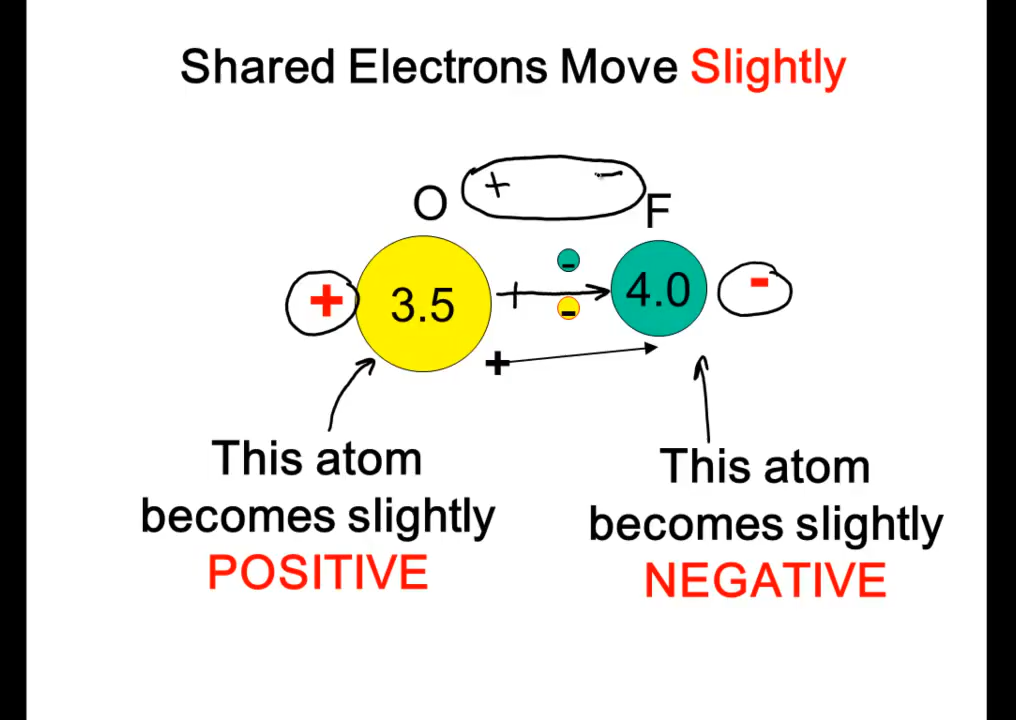 Shared Electrons Move Slightly
+ -
O F
-
+ 3.5 + 4.0 -
-
+
This atom
becomes slightly
POSITIVE
This atom
becomes slightly
NEGATIVE